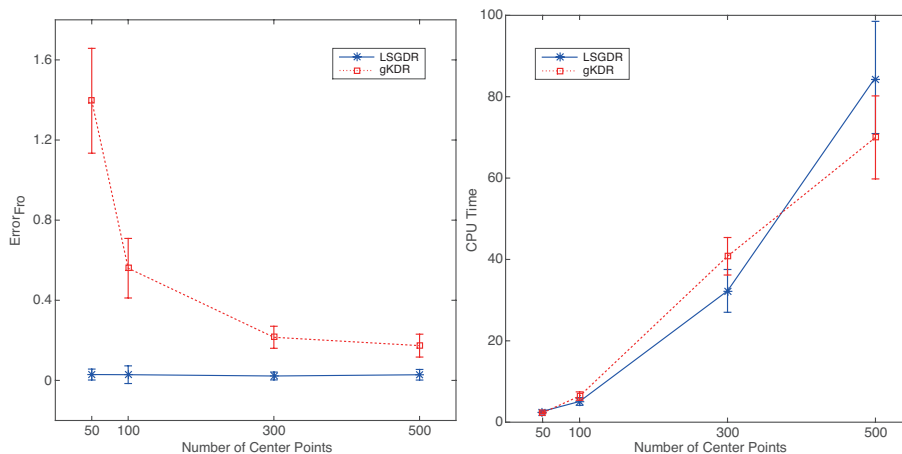 1.6
1.2
0.8
0.4
0
Error_Fro
50 100 300 500
Number of Center Points
LSGDR
gKDR
100
80
60
40
20
0
CPU Time
50 100 300 500
Number of Center Points
LSGDR
gKDR